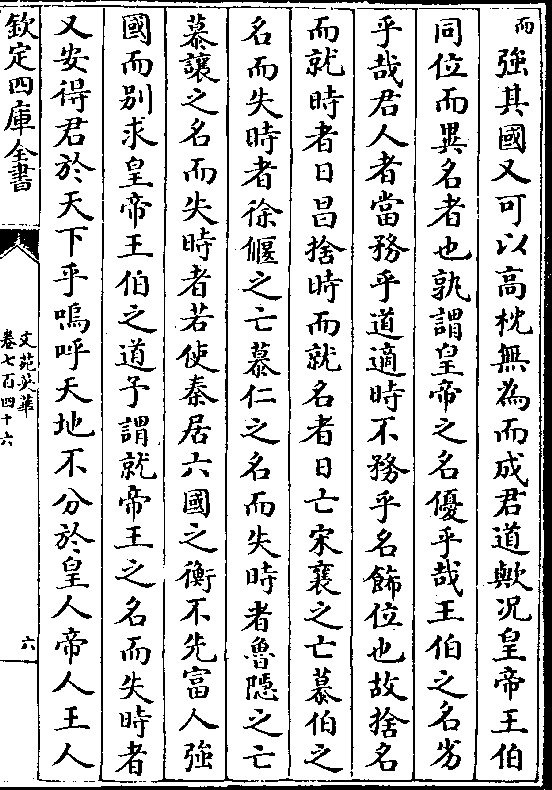 而強其國又可以高枕無為而成君道歟况皇帝王伯
同位而異名者也孰謂皇帝之名優乎哉王伯之名劣
乎哉君人者當務乎道適時不務乎名飾位也故捨名
而就時者日昌捨時而就名者日亡宋襄之亡慕伯之
名而失時者徐偃之亡慕仁之名而失時者魯隱之亡
慕讓之名而失時者若使秦居六國之衡不先富人強
國而别求皇帝王伯之道予謂就帝王之名而失時者
又安得君於天下乎嗚呼天地不分於皇人帝人王人
欽定四庫全書
文苑英華
卷七百四十六
六